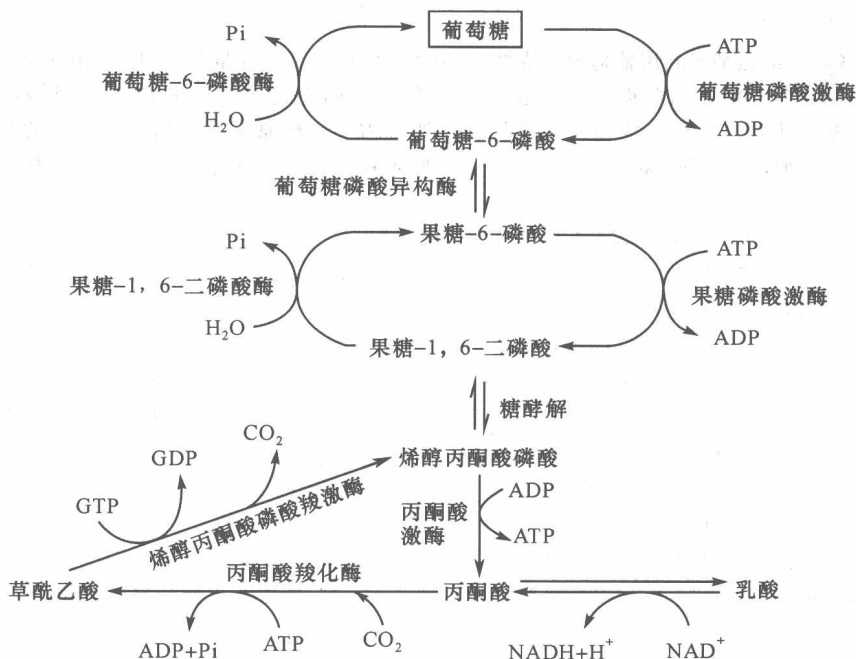 Pi
葡萄糖
ATP
葡萄糖-6-磷酸酶
葡萄糖磷酸激酶
H₂O
ADP
葡萄糖-6-磷酸
葡萄糖磷酸异构酶
Pi
果糖-6-磷酸
ATP
果糖-1，6-二磷酸酶
果糖磷酸激酶
H₂O
ADP
果糖-1，6-二磷酸
糖酵解
CO₂
GDP
烯醇丙酮酸磷酸
GTP
烯醇丙酮酸磷酸羧激酶
ADP
丙酮酸
激酶
ATP
草酰乙酸
丙酮酸羧化酶
丙酮酸
乳酸
ADP+Pi
ATP
CO₂
NADH+H⁺
NAD⁺